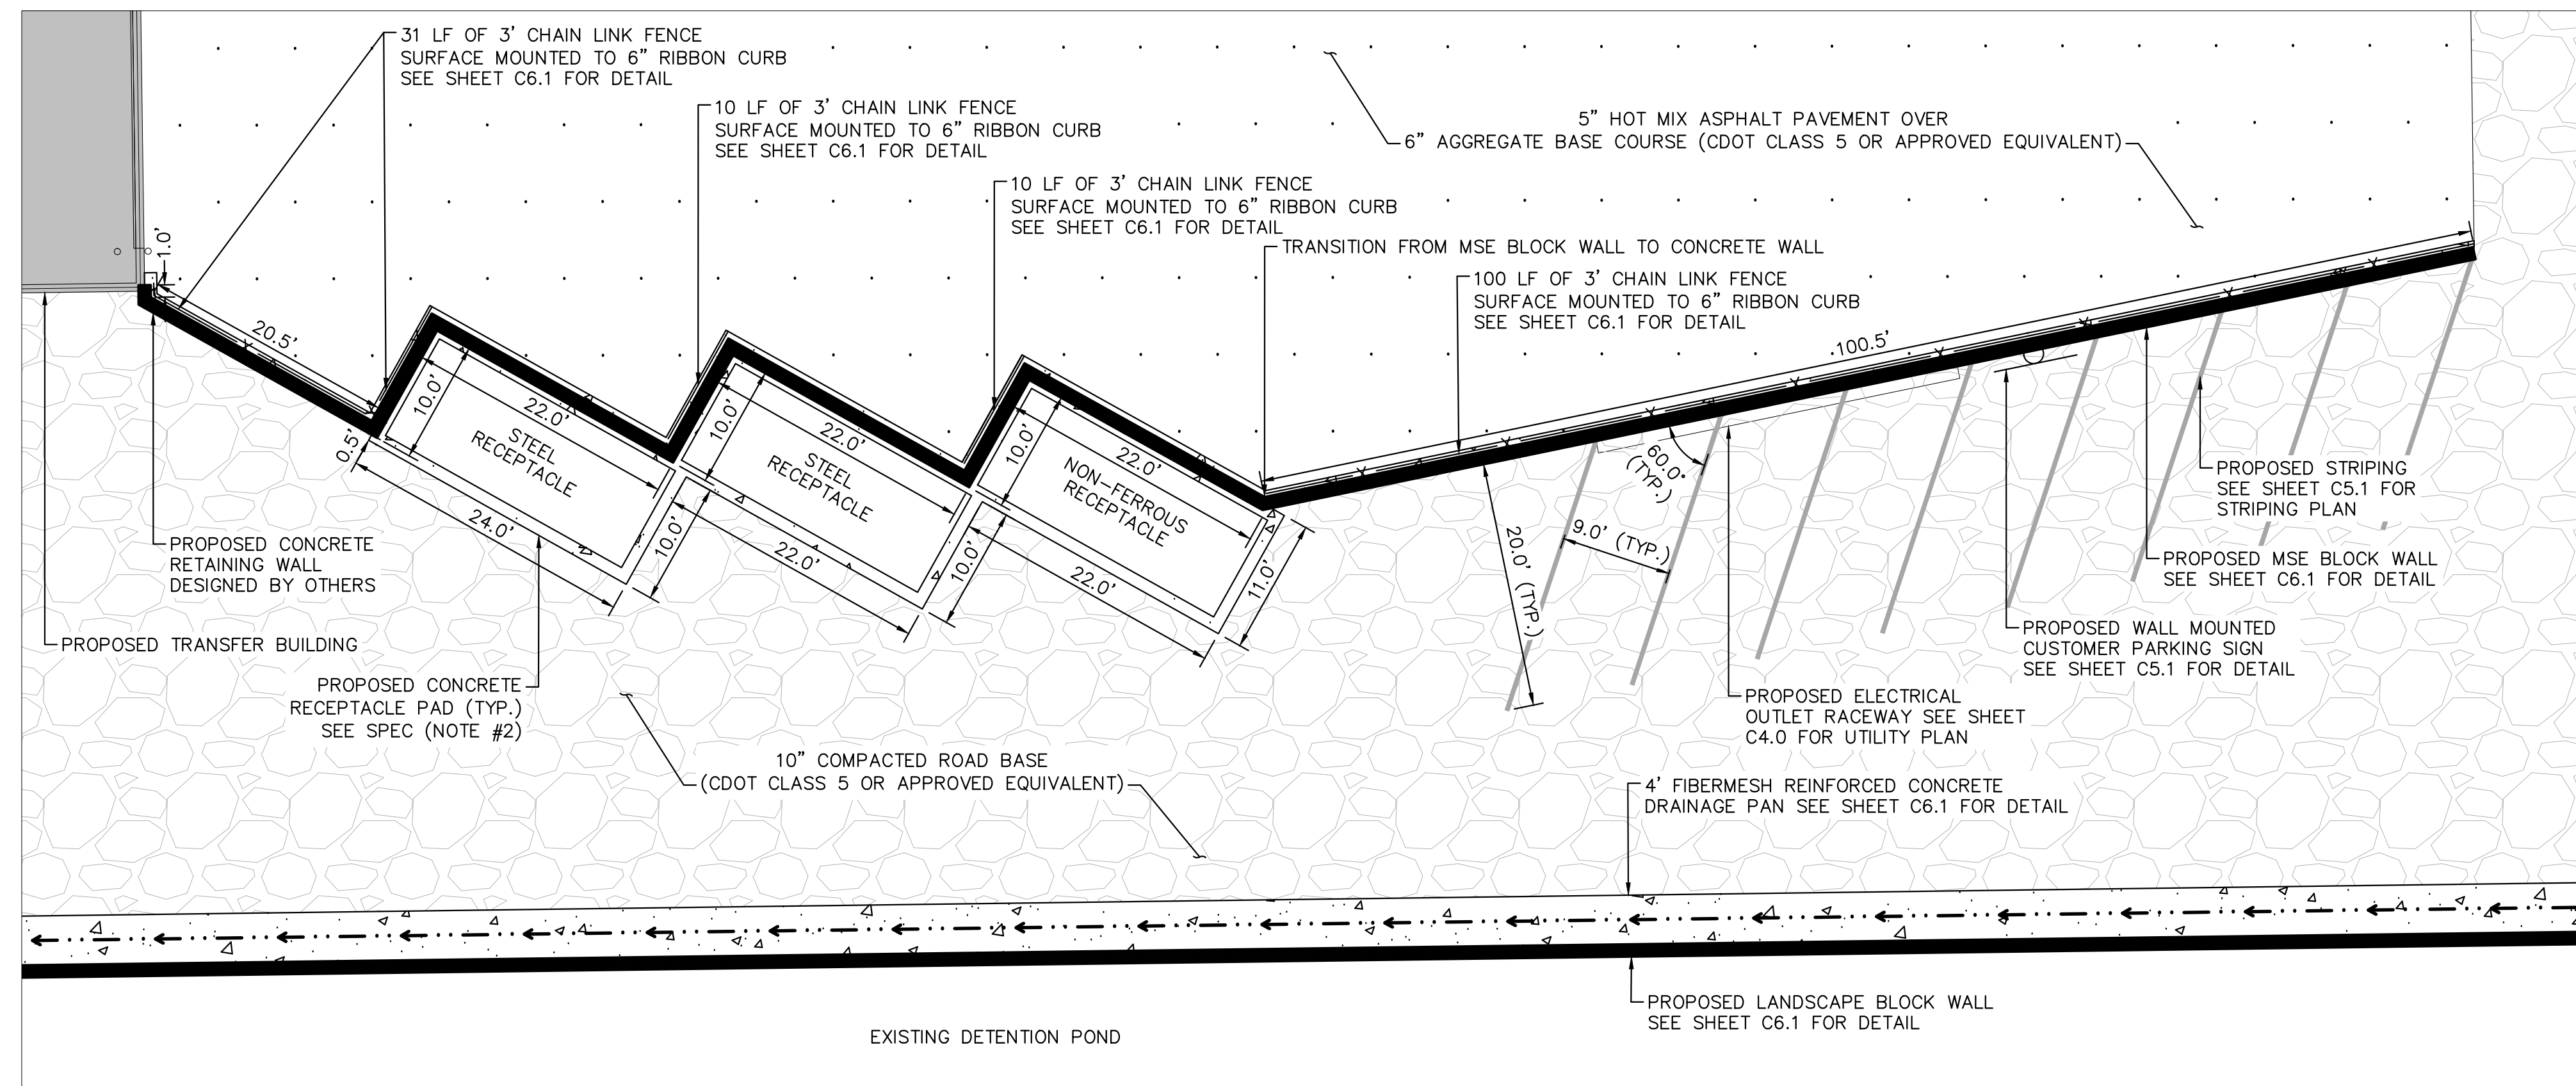 31 LF OF 3' CHAIN LINK FENCE
SURFACE MOUNTED TO 6" RIBBON CURB
SEE SHEET C6.1 FOR DETAIL
10 LF OF 3' CHAIN LINK FENCE
SURFACE MOUNTED TO 6" RIBBON CURB
SEE SHEET C6.1 FOR DETAIL
10 LF OF 3' CHAIN LINK FENCE
SURFACE MOUNTED TO 6" RIBBON CURB
SEE SHEET C6.1 FOR DETAIL
5" HOT MIX ASPHALT PAVEMENT OVER
6" AGGREGATE BASE COURSE (CDOT CLASS 5 OR APPROVED EQUIVALENT)
TRANSITION FROM MSE BLOCK WALL TO CONCRETE WALL
100 LF OF 3' CHAIN LINK FENCE
SURFACE MOUNTED TO 6" RIBBON CURB
SEE SHEET C6.1 FOR DETAIL
1.0'
20.5'
100.5'
10.0'
22.0'
STEEL
RECEPTACLE
0.5'
24.0'
10.0'
10.0'
22.0'
STEEL
RECEPTACLE
22.0'
10.0'
10.0'
22.0'
NON-FERROUS
RECEPTACLE
22.0'
11.0'
60.0°
(TYP.)
9.0' (TYP.)
20.0' (TYP.)
PROPOSED STRIPING
SEE SHEET C5.1 FOR
STRIPING PLAN
PROPOSED MSE BLOCK WALL
SEE SHEET C6.1 FOR DETAIL
PROPOSED WALL MOUNTED
CUSTOMER PARKING SIGN
SEE SHEET C5.1 FOR DETAIL
PROPOSED ELECTRICAL
OUTLET RACEWAY SEE SHEET
C4.0 FOR UTILITY PLAN
PROPOSED CONCRETE
RETAINING WALL
DESIGNED BY OTHERS
PROPOSED TRANSFER BUILDING
PROPOSED CONCRETE
RECEPTACLE PAD (TYP.)
SEE SPEC (NOTE #2)
10" COMPACTED ROAD BASE
(CDOT CLASS 5 OR APPROVED EQUIVALENT)
4' FIBERMESH REINFORCED CONCRETE
DRAINAGE PAN SEE SHEET C6.1 FOR DETAIL
PROPOSED LANDSCAPE BLOCK WALL
SEE SHEET C6.1 FOR DETAIL
EXISTING DETENTION POND